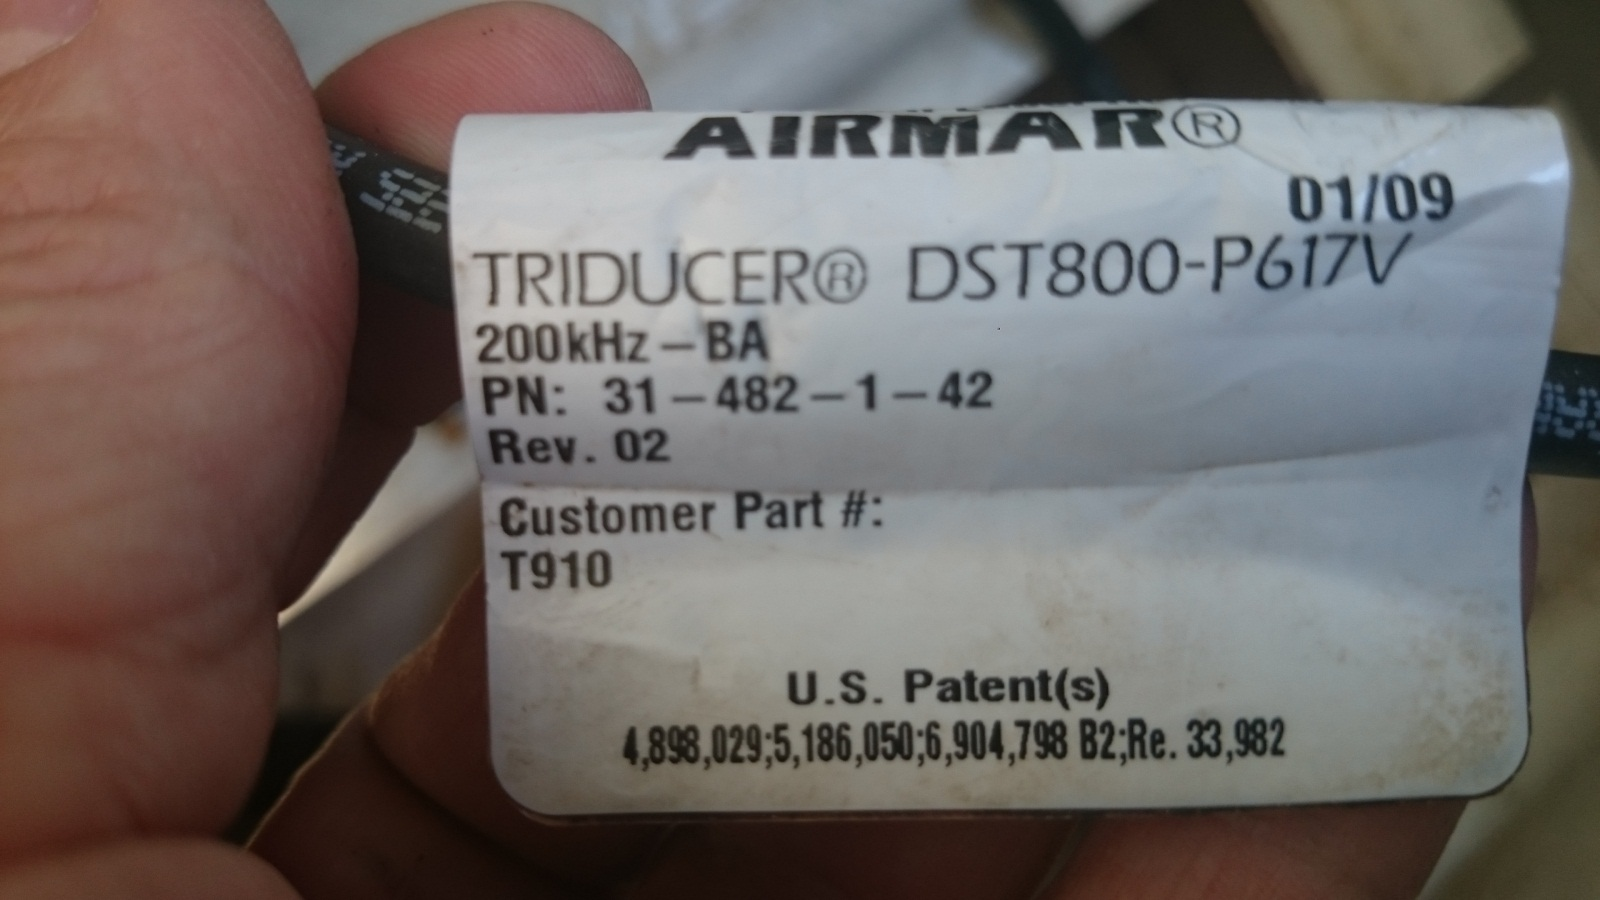 AIRMAR®
01/09
TRIDUCER® DST800-P617V
200kHz – BA
PN: 31 – 482 – 1 – 42
Rev. 02
Customer Part #:
T910
U.S. Patent(s)
4,898,029;5,186,050;6,904,798 B2;Re. 33,982